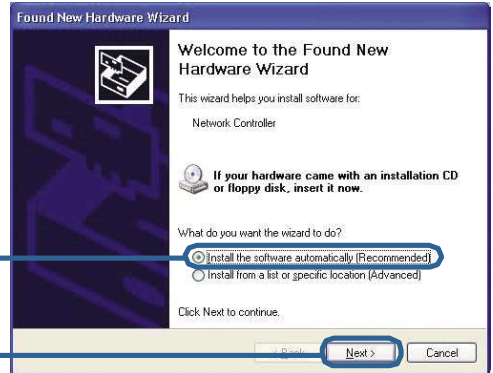 Found New Hardware Wizard
Welcome to the Found New
Hardware Wizard
This wizard helps you install software for:
Network Controller
If your hardware came with an installation CD
or floppy disk, insert it now.
What do you want the wizard to do?
Install the software automatically (Recommended)
Install from a list or specific location (Advanced)
Click Next to continue.
< Back Next > Cancel